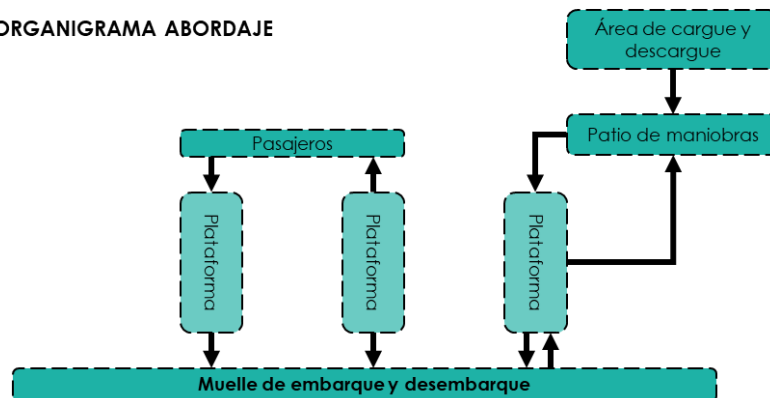 ORGANIGRAMA ABORDAJE
Área de cargue y
descargue
Patio de maniobras
Pasajeros
Plataforma
Plataforma
Plataforma
Muelle de embarque y desembarque